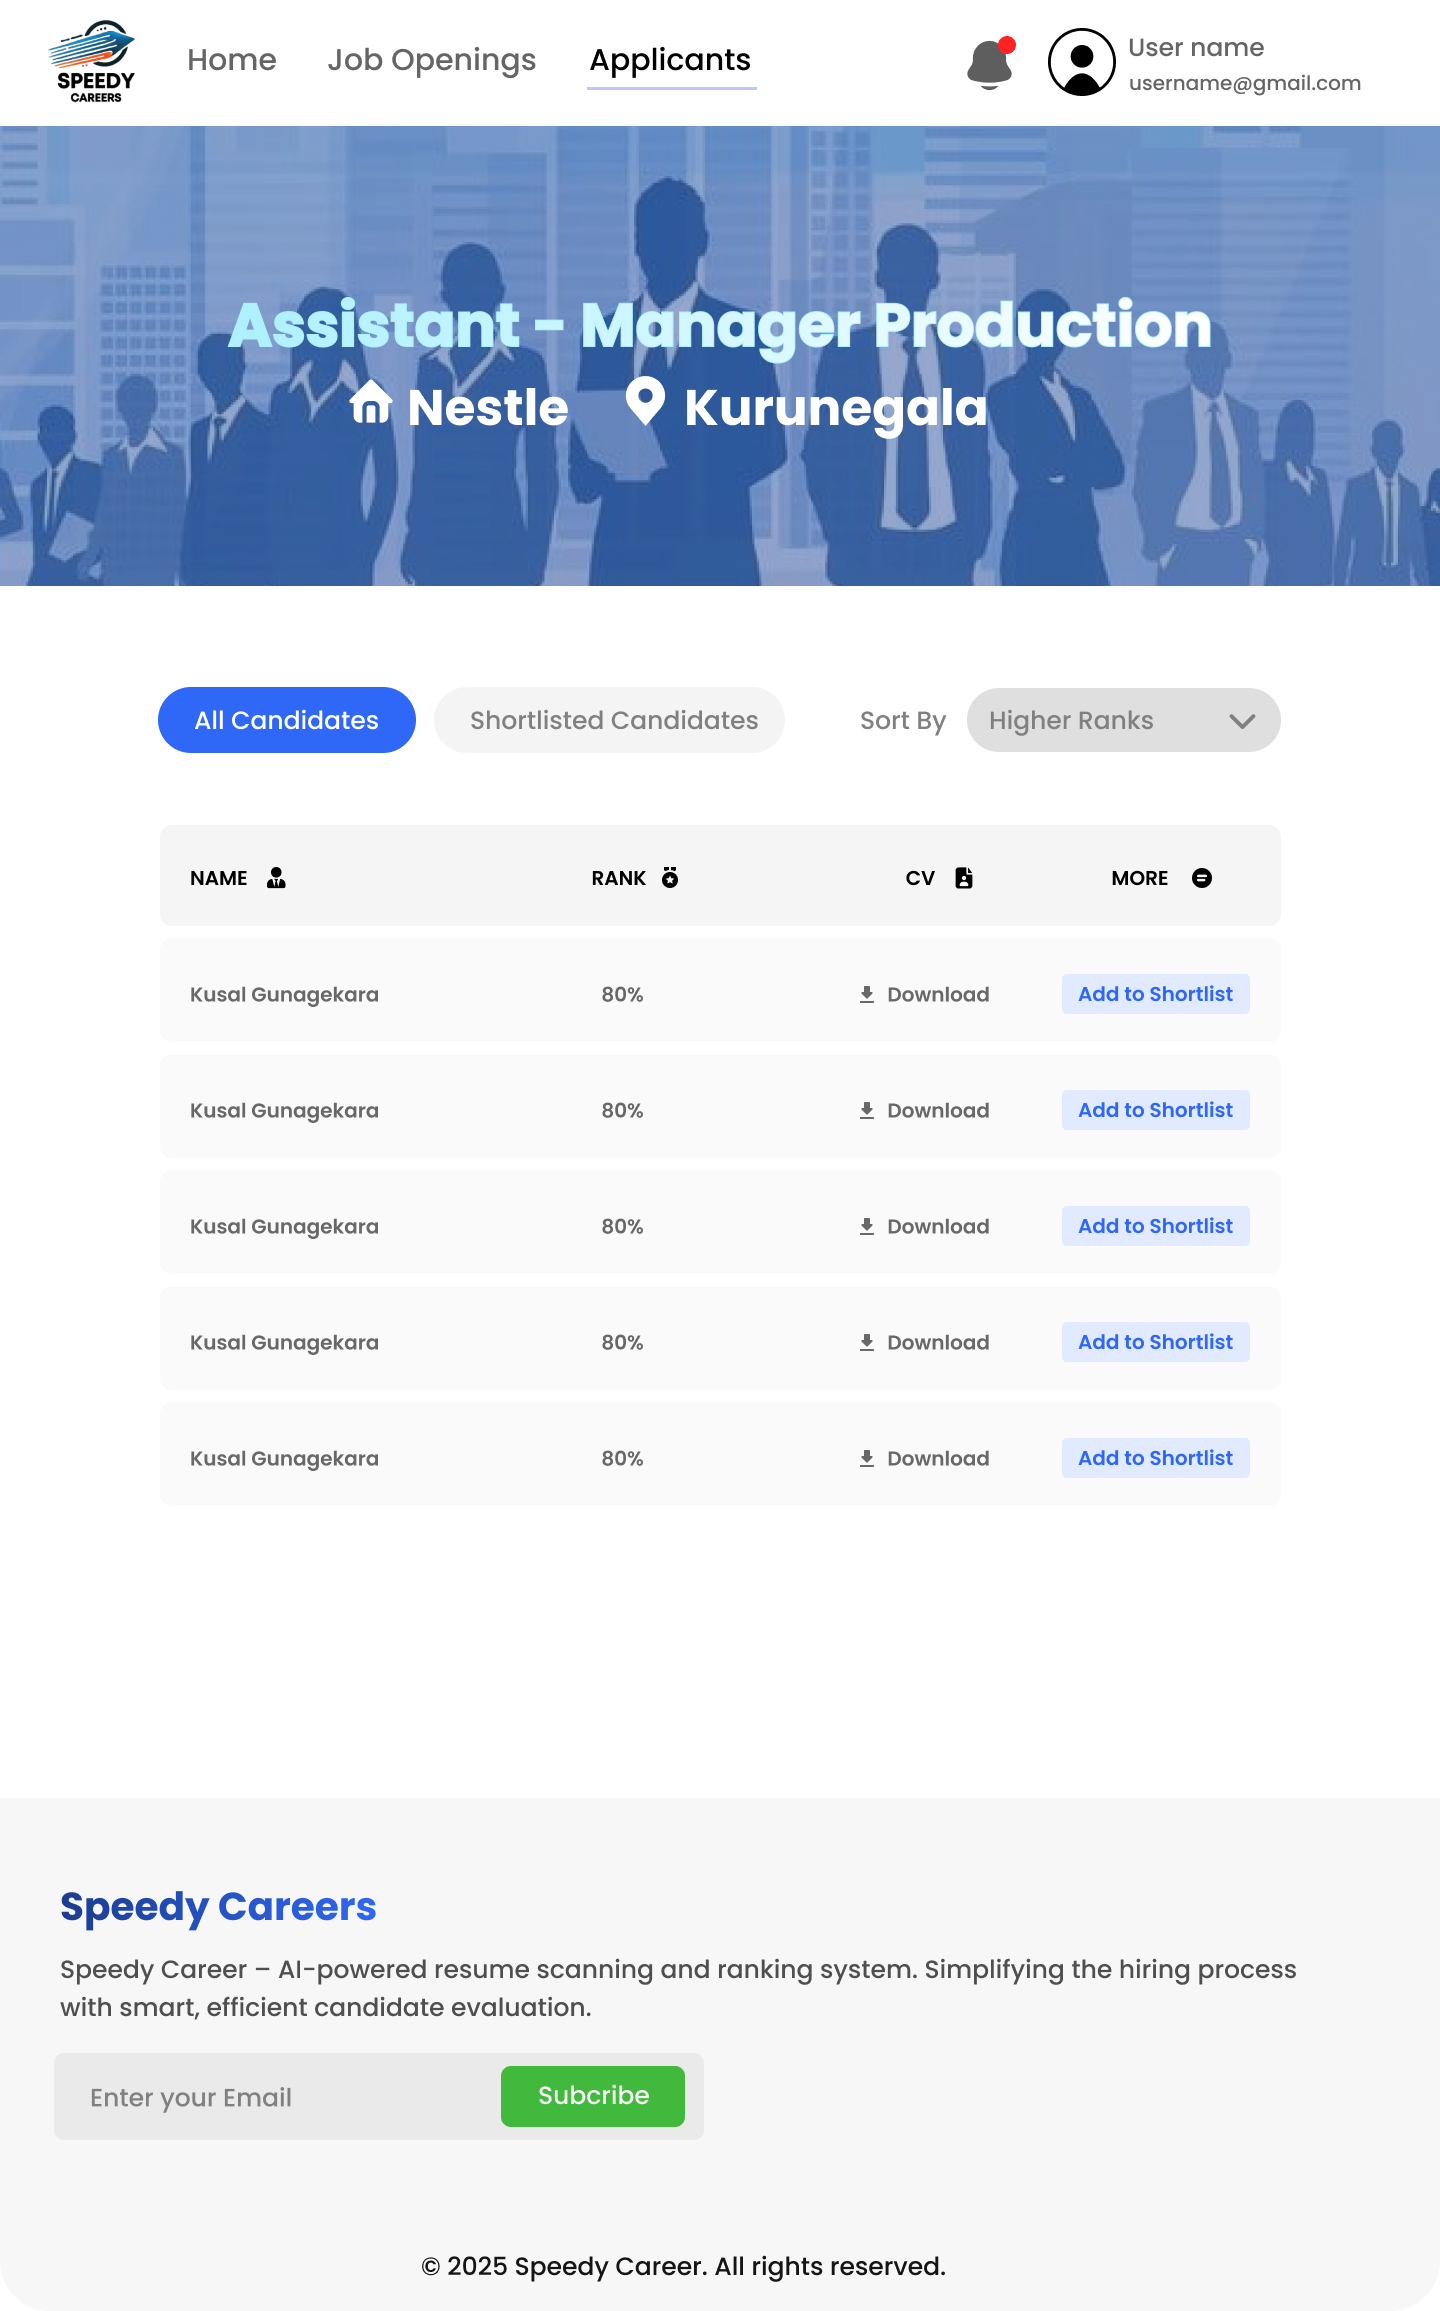 SPEEDY
CAREERS
Home Job Openings Applicants
User name
username@gmail.com
Assistant - Manager Production
Nestle Kurunegala
All Candidates Shortlisted Candidates Sort By Higher Ranks
NAME RANK CV MORE
Kusal Gunagekara 80% Download Add to Shortlist
Kusal Gunagekara 80% Download Add to Shortlist
Kusal Gunagekara 80% Download Add to Shortlist
Kusal Gunagekara 80% Download Add to Shortlist
Kusal Gunagekara 80% Download Add to Shortlist
Speedy Careers
Speedy Career – AI-powered resume scanning and ranking system. Simplifying the hiring process
with smart, efficient candidate evaluation.
Enter your Email Subcribe
© 2025 Speedy Career. All rights reserved.